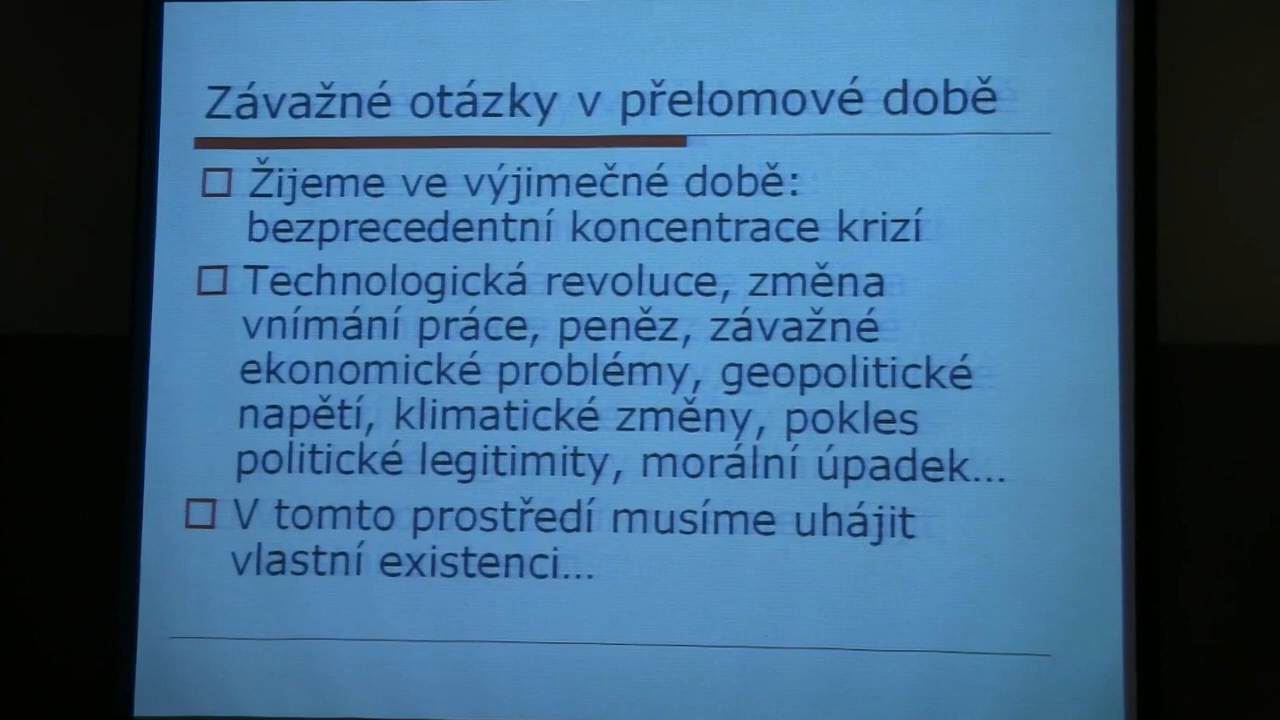 Závažné otázky v přelomové době
Žijeme ve výjimečné době:
bezprecedentní koncentrace krizí
Technologická revoluce, změna
vnímání práce, peněz, závažné
ekonomické problémy, geopolitické
napětí, klimatické změny, pokles
politické legitimity, morální úpadek...
V tomto prostředí musíme uhájit
vlastní existenci...